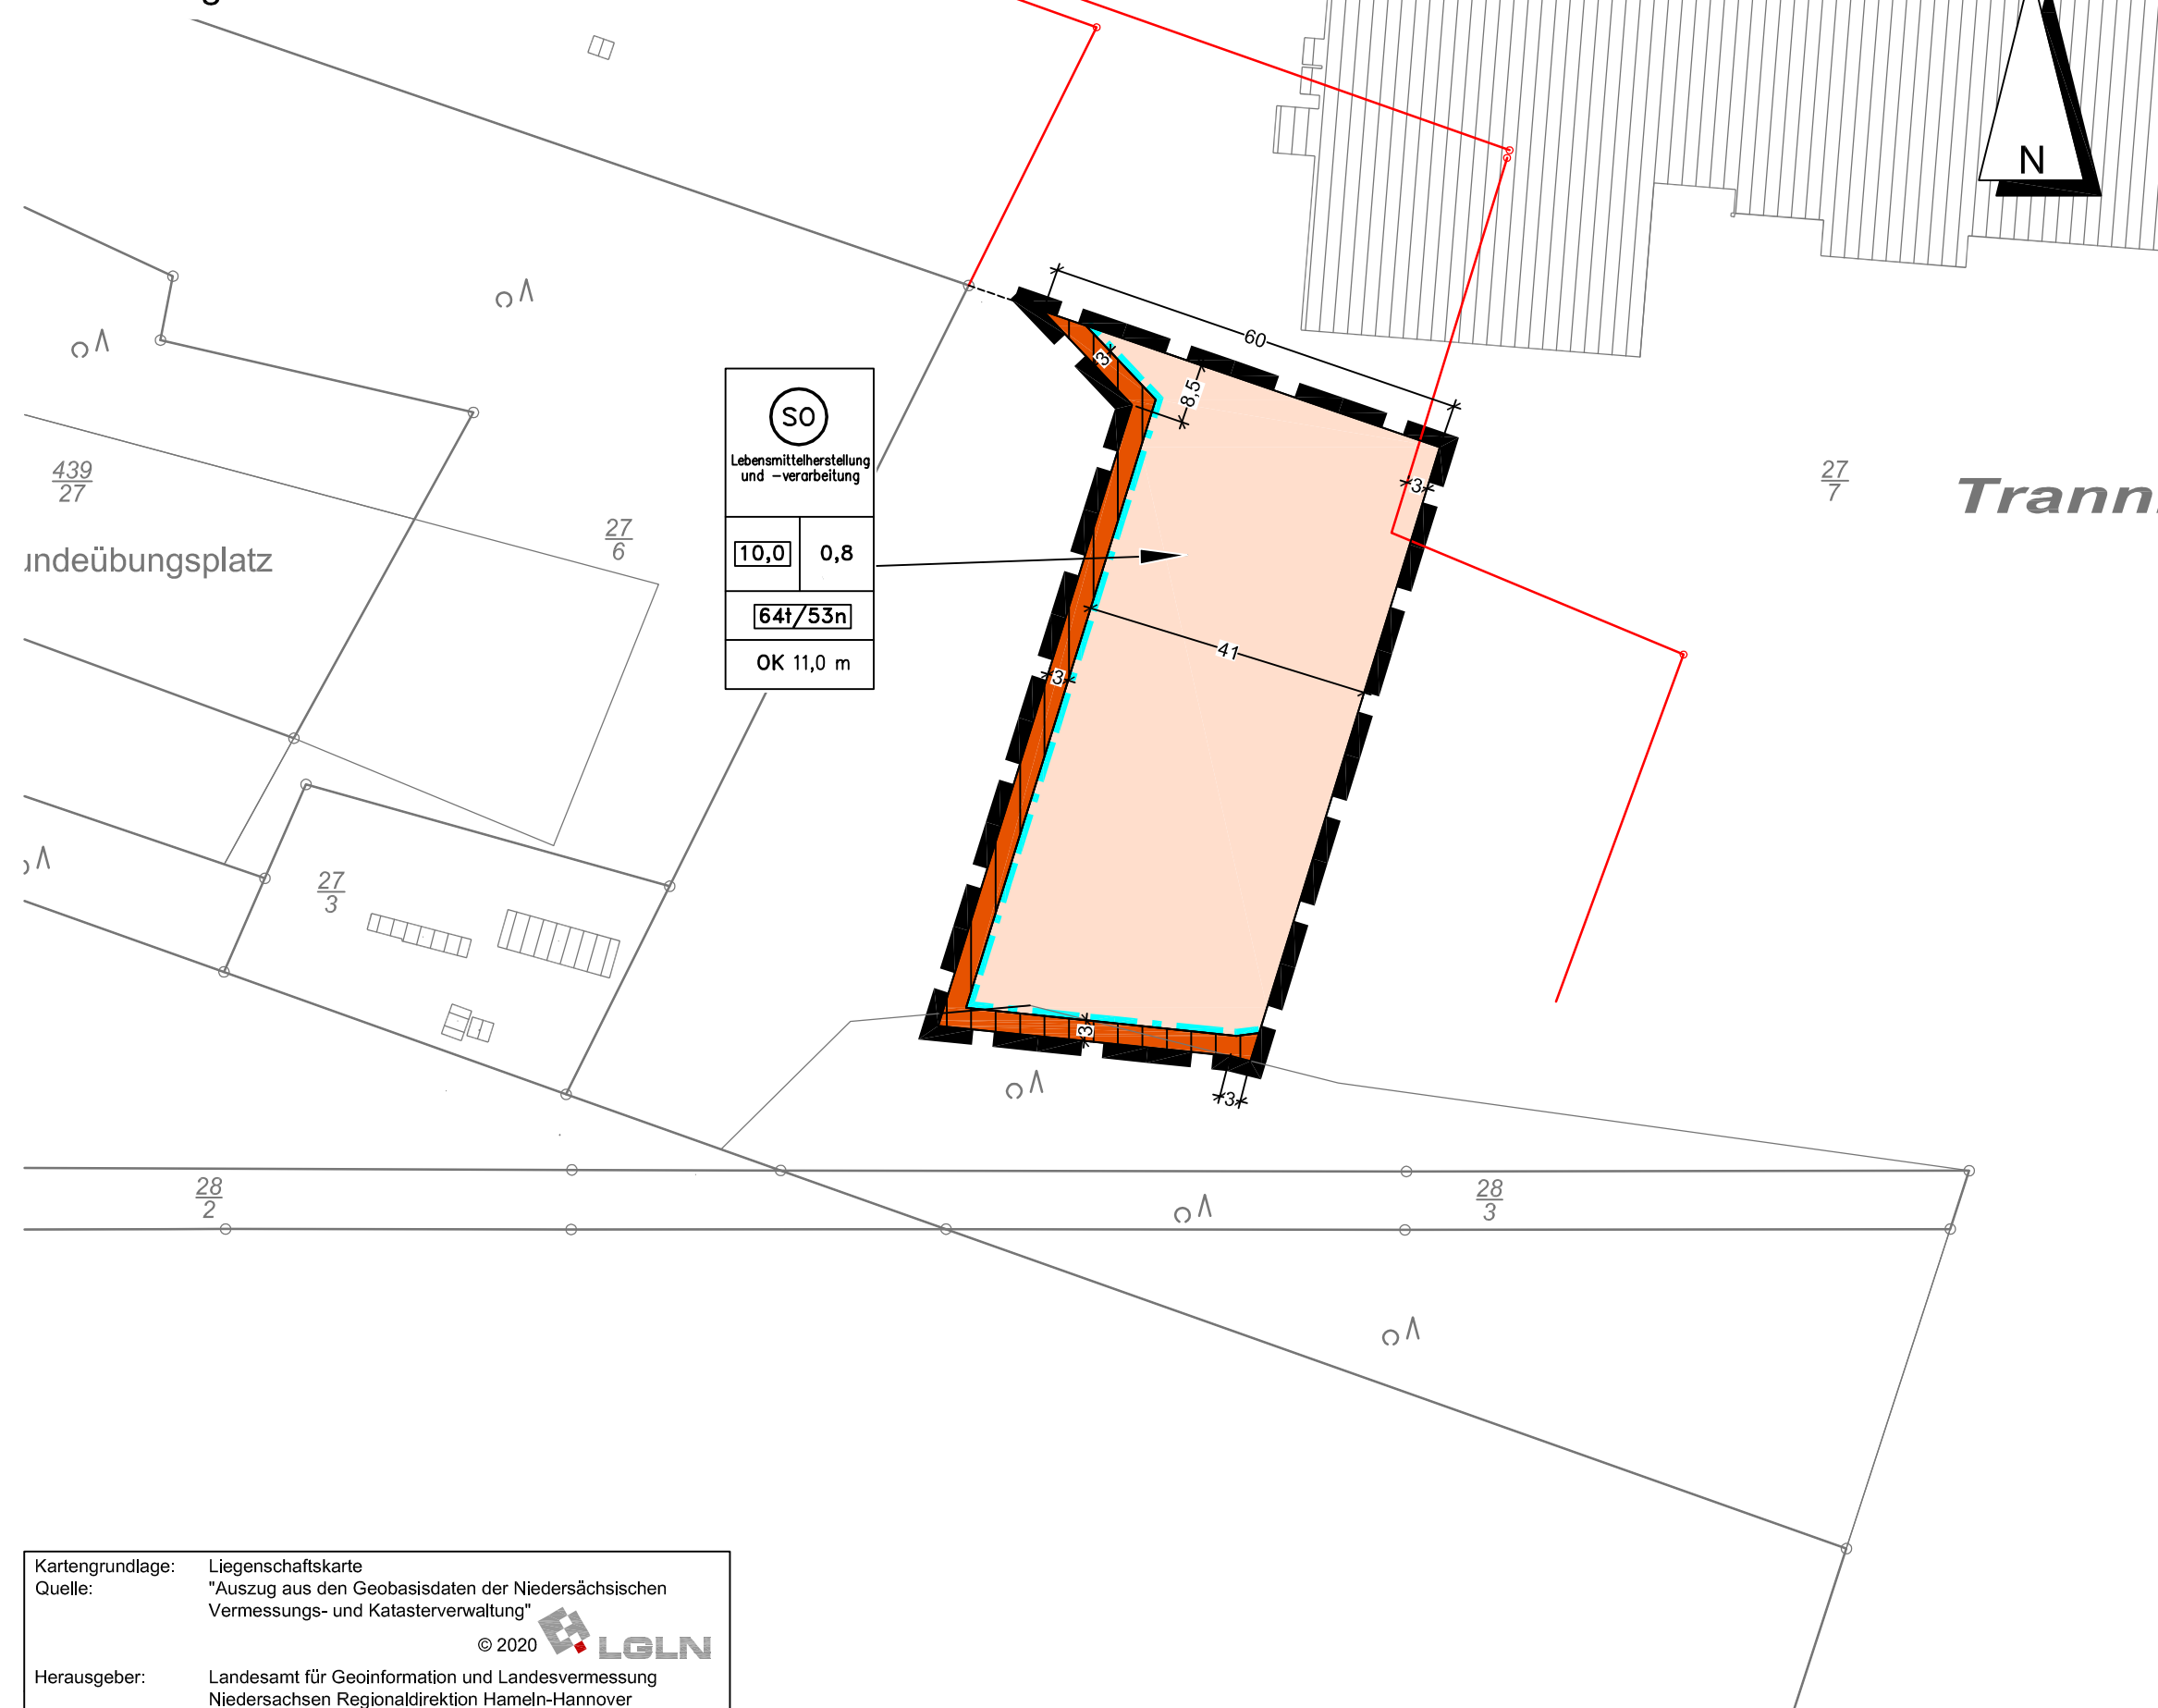 N
60
3
8,5
3
SO
Lebensmittelherstellung
und -verarbeitung
10,0 0,8
64t/53n
OK 11,0 m
439
27
27
6
27
7
41
3
27
3
3
3
28
2
28
3
Kartengrundlage: Liegenschaftskarte
Quelle: "Auszug aus den Geobasisdaten der Niedersächsischen
Vermessungs- und Katasterverwaltung"
© 2020 LGLN
Herausgeber: Landesamt für Geoinformation und Landesvermessung
Niedersachsen Regionaldirektion Hameln-Hannover